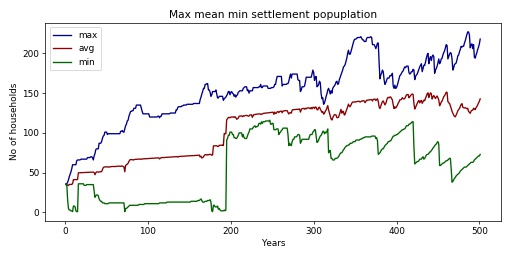 Max mean min settlement popuplation
max
avg
min
No of households
200
150
100
50
0
0 100 200 300 400 500
Years